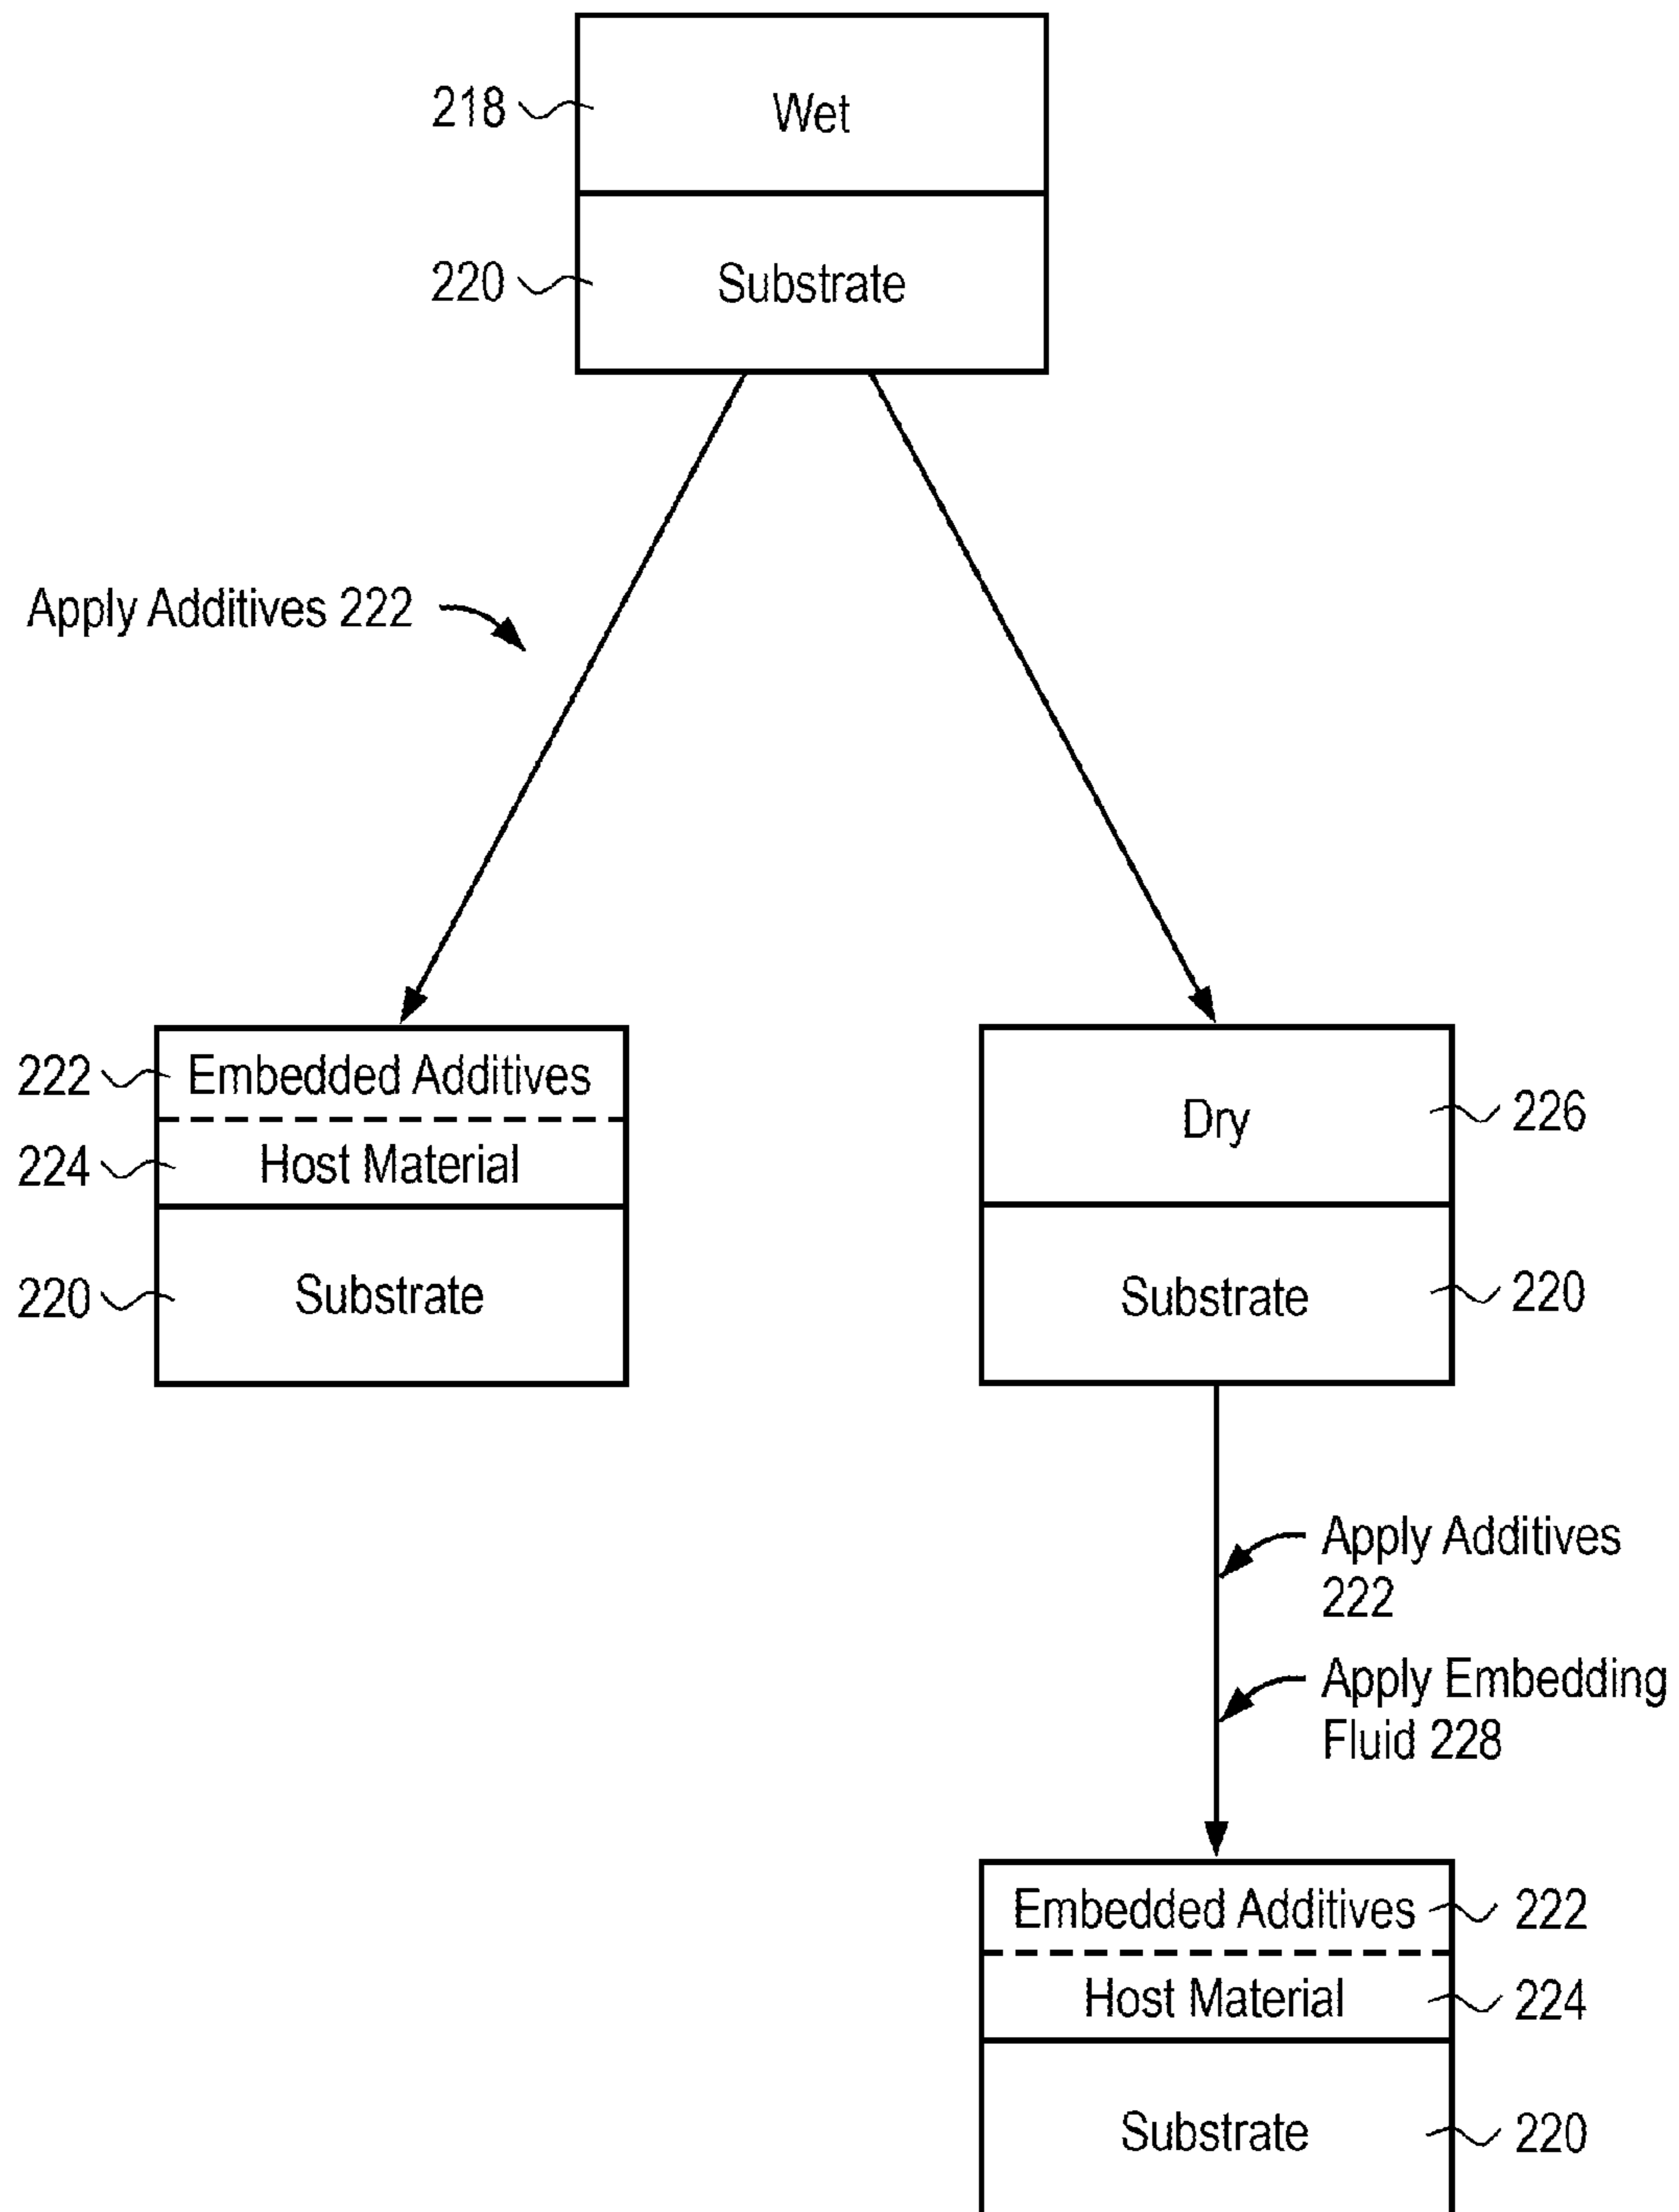 218 Wet
220 Substrate
Apply Additives 222
222 Embedded Additives
224 Host Material
220 Substrate
Dry 226
Substrate 220
Apply Additives
222
Apply Embedding
Fluid 228
Embedded Additives 222
Host Material 224
Substrate 220